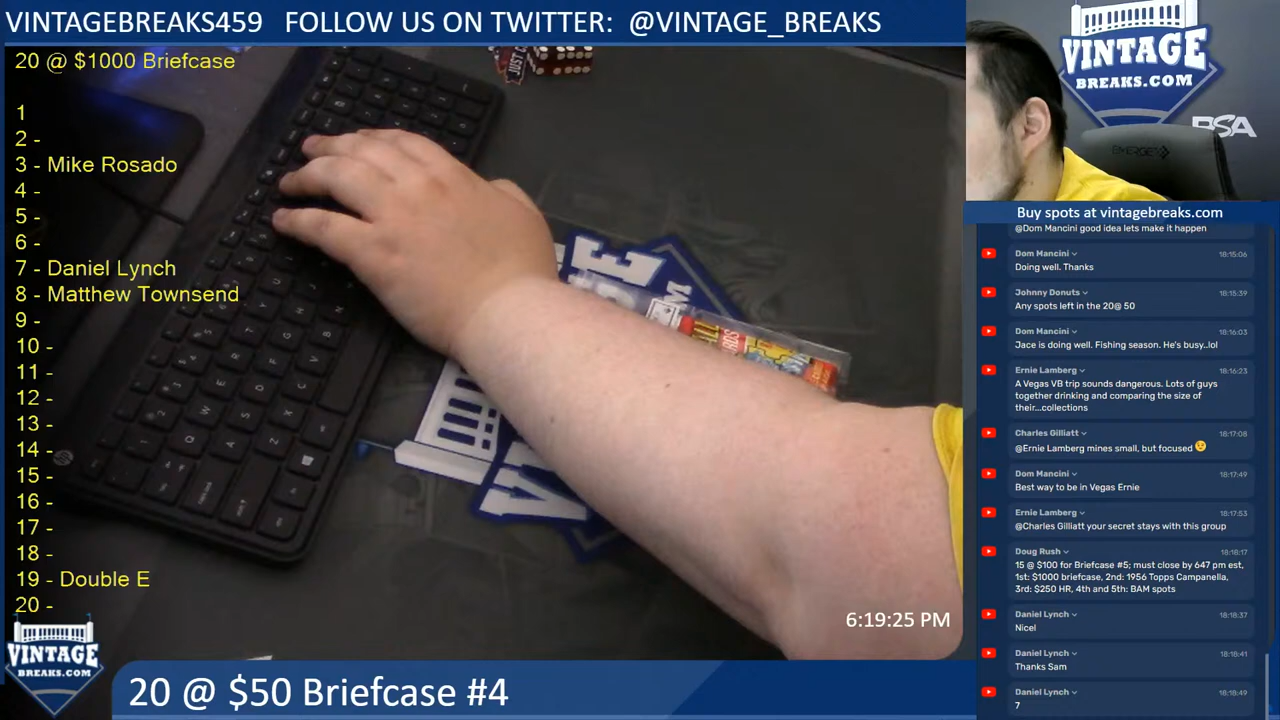 VINTAGEBREAKS459 FOLLOW US ON TWITTER: @VINTAGE_BREAKS
20 @ $1000 Briefcase
1
2 -
3 - Mike Rosado
4 -
5 -
6 -
7 - Daniel Lynch
8 - Matthew Townsend
9 -
10 -
11 -
12 -
13 -
14 -
15 -
16 -
17 -
18 -
19 - Double E
20 -
VINTAGE
BREAKS.COM
20 @ $50 Briefcase #4
6:19:25 PM
JUST
VINTAGE
BREAKS.COM
PSA
Buy spots at vintagebreaks.com
@Dom Mancini good idea lets make it happen
Dom Mancini 18:15:06
Doing well. Thanks
Johnny Donuts 18:15:39
Any spots left in the 20@ 50
Dom Mancini 18:16:03
Jace is doing well. Fishing season. He's busy..lol
Ernie Lamberg 18:16:23
A Vegas VB trip sounds dangerous. Lots of guys
together drinking and comparing the size of
their...collections
Charles Gilliatt 18:17:08
@Ernie Lamberg mines small, but focused
Dom Mancini 18:17:49
Best way to be in Vegas Ernie
Ernie Lamberg 18:17:53
@Charles Gilliatt your secret stays with this group
Doug Rush 18:18:17
15 @ $100 for Briefcase #5; must close by 647 pm est,
1st: $1000 briefcase, 2nd: 1956 Topps Campanella,
3rd: $250 HR, 4th and 5th: BAM spots
Daniel Lynch 18:18:37
Nice!
Daniel Lynch 18:18:41
Thanks Sam
Daniel Lynch 18:18:49
7